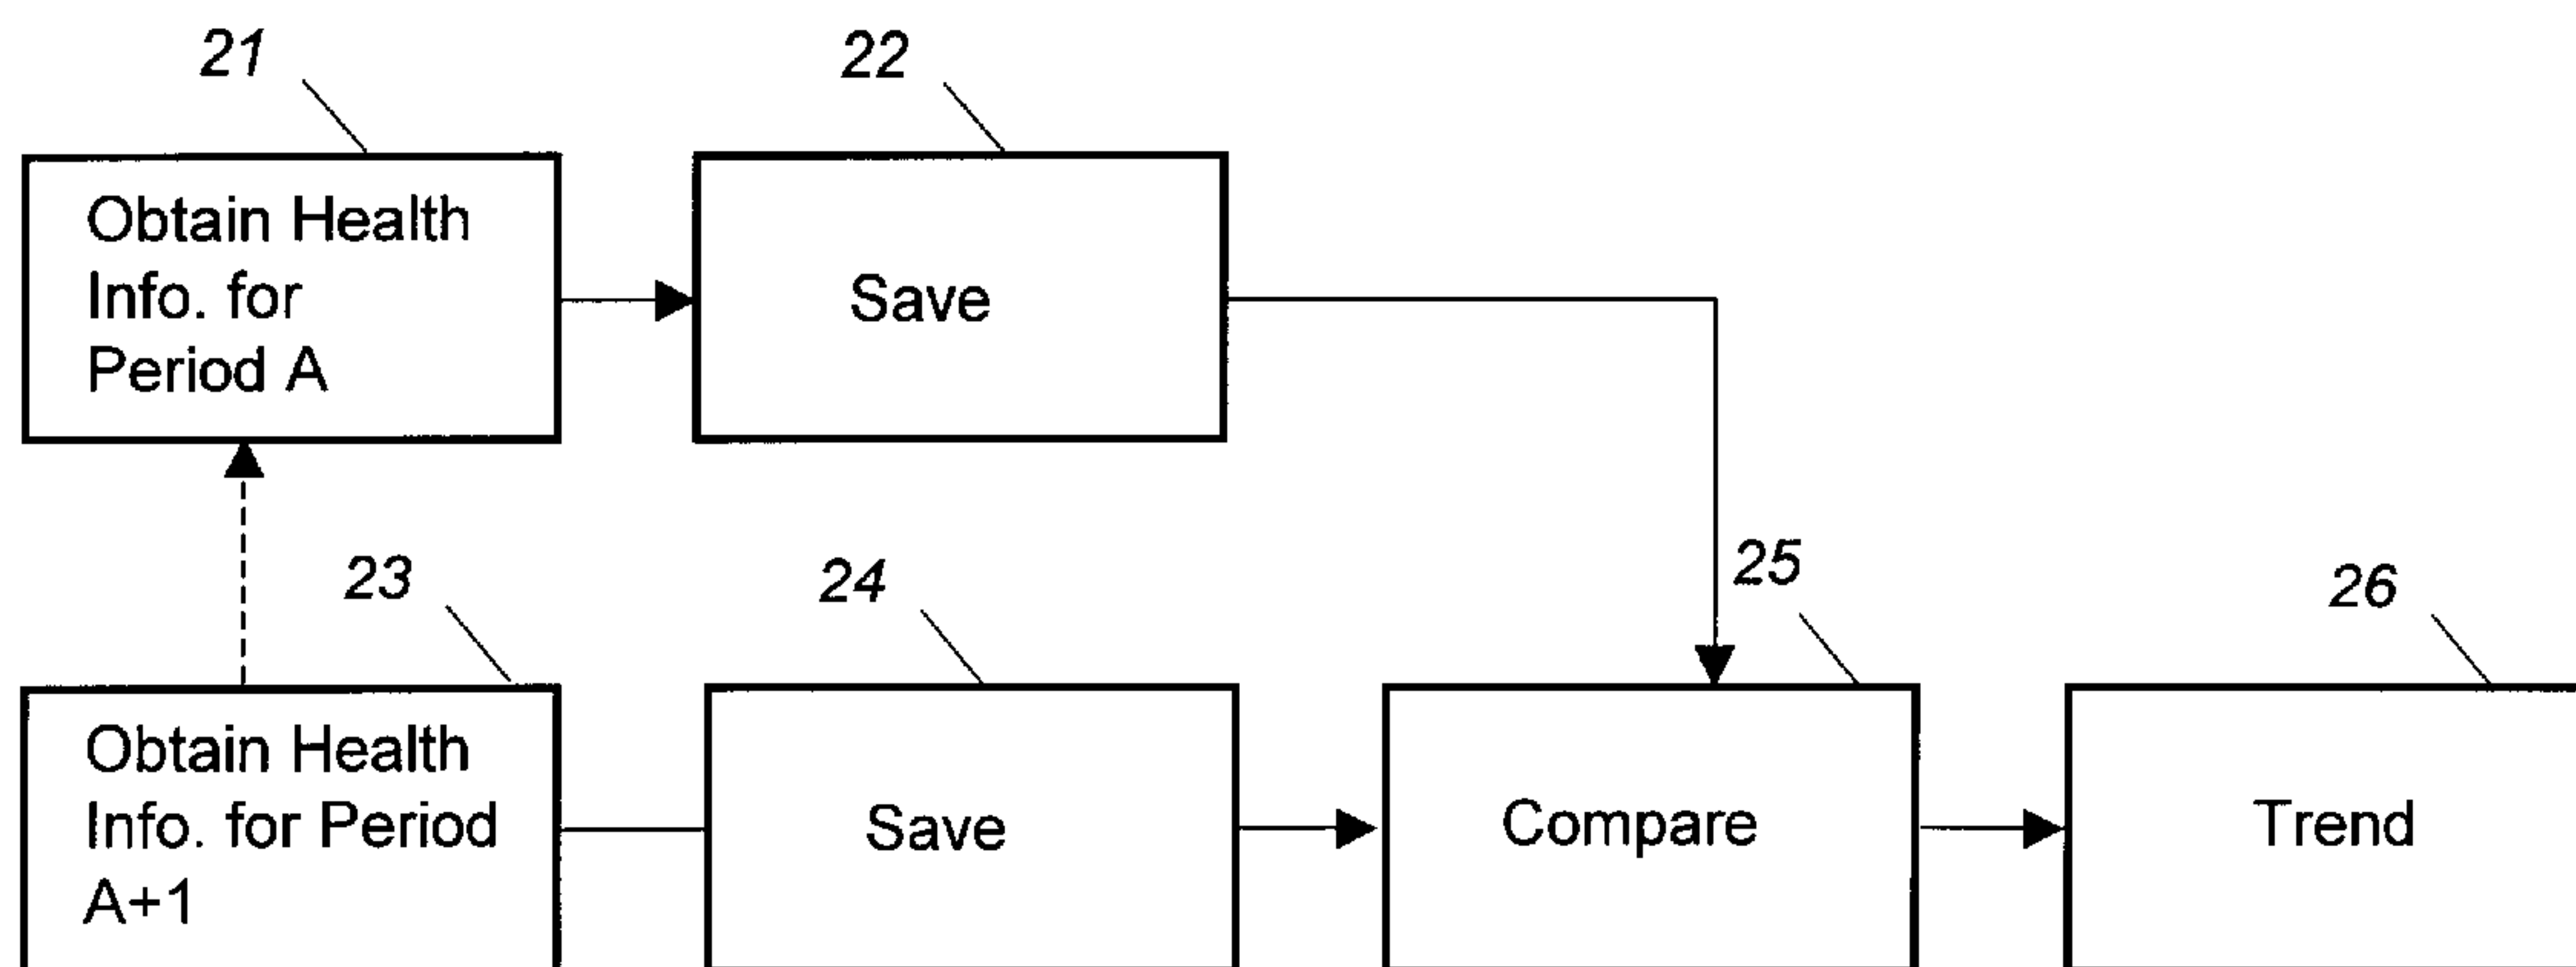 21
22
Obtain Health
Info. for
Period A
Save
23
24
25
26
Obtain Health
Info. for Period
A+1
Save
Compare
Trend